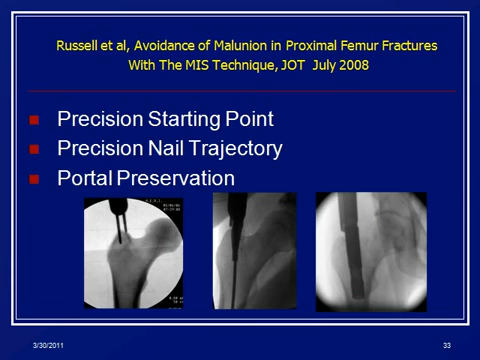 Russell et al, Avoidance of Malunion in Proximal Femur Fractures
With The MIS Technique, JOT July 2008
Precision Starting Point
Precision Nail Trajectory
Portal Preservation
3/30/2011
33